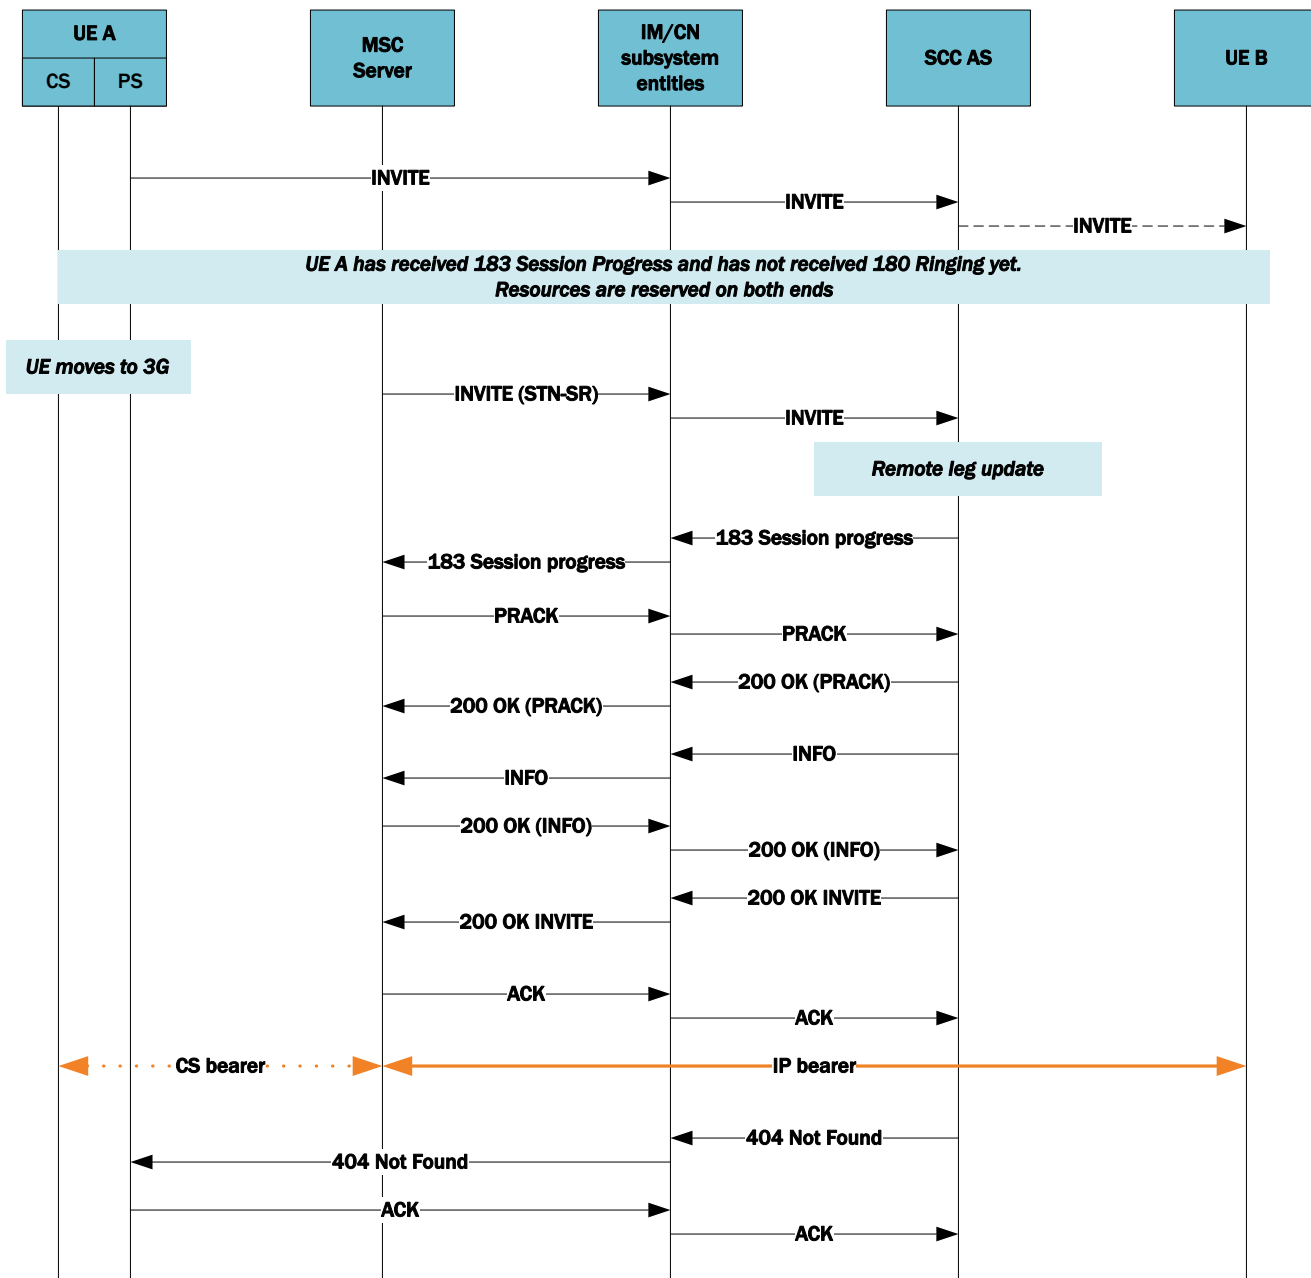 UE A
CS
PS
MSC
Server
IM/CN
subsystem
entities
SCC AS
UE B
INVITE
INVITE
INVITE
UE A has received 183 Session Progress and has not received 180 Ringing yet.
Resources are reserved on both ends
UE moves to 3G
INVITE (STN-SR)
INVITE
Remote leg update
183 Session progress
183 Session progress
PRACK
PRACK
200 OK (PRACK)
200 OK (PRACK)
INFO
INFO
200 OK (INFO)
200 OK (INFO)
200 OK INVITE
200 OK INVITE
ACK
ACK
CS bearer
IP bearer
404 Not Found
404 Not Found
ACK
ACK